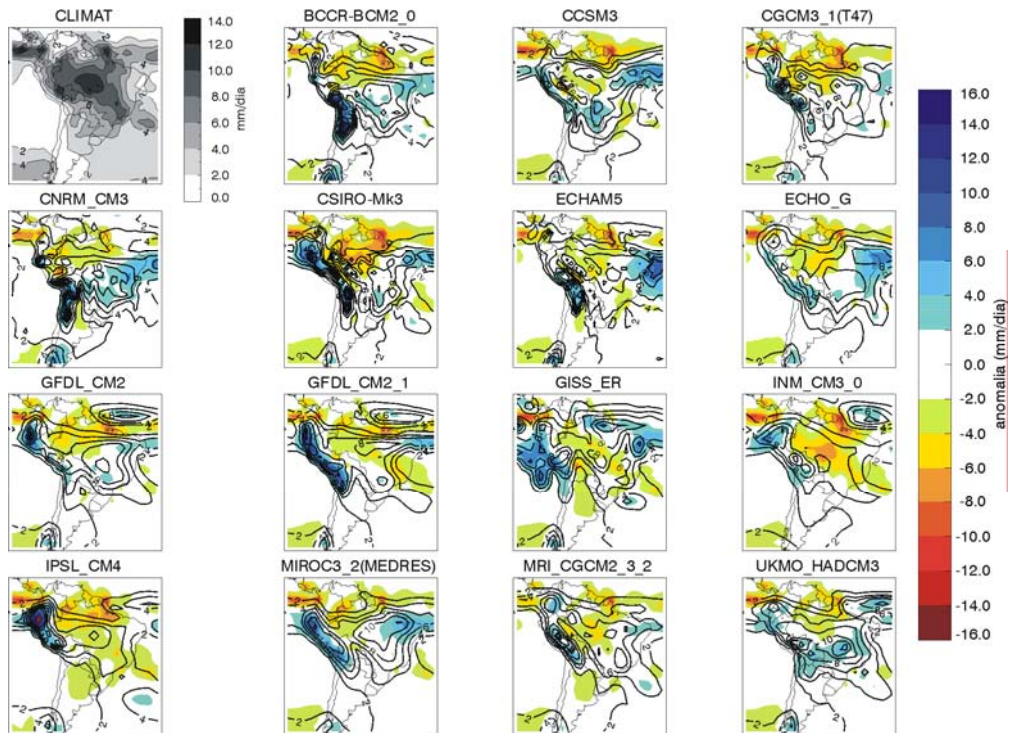 CLIMAT
BCCR-BCM2_0
CCSM3
CGCM3_1(T47)
14.0
12.0
10.0
8.0
6.0
4.0
2.0
0.0
mm/dia
CNRM_CM3
CSIRO-Mk3
ECHAM5
ECHO_G
GFDL_CM2
GFDL_CM2_1
GISS_ER
INM_CM3_0
IPSL_CM4
MIROC3_2(MEDRES)
MRI_CGCM2_3_2
UKMO_HADCM3
16.0
14.0
12.0
10.0
8.0
6.0
4.0
2.0
0.0
-2.0
-4.0
-6.0
-8.0
-10.0
-12.0
-14.0
-16.0
anomalia (mm/dia)